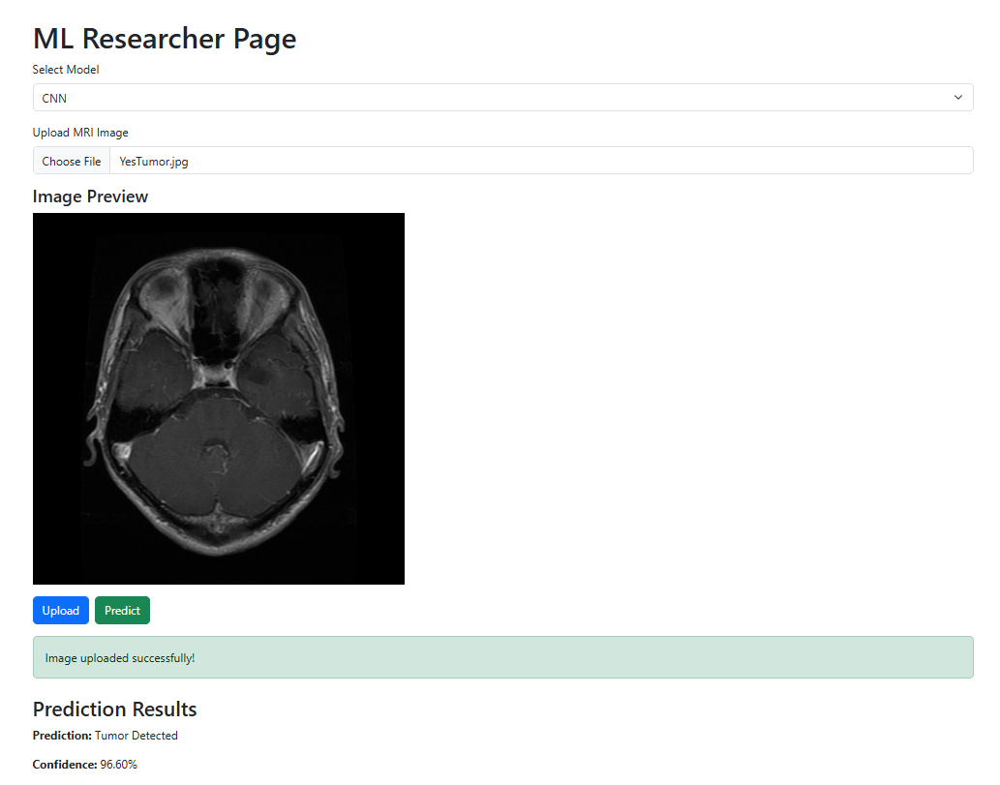 ML Researcher Page
Select Model
CNN
Upload MRI Image
Choose File YesTumor.jpg
Image Preview
Upload Predict
Image uploaded successfully!
Prediction Results
Prediction: Tumor Detected
Confidence: 96.60%